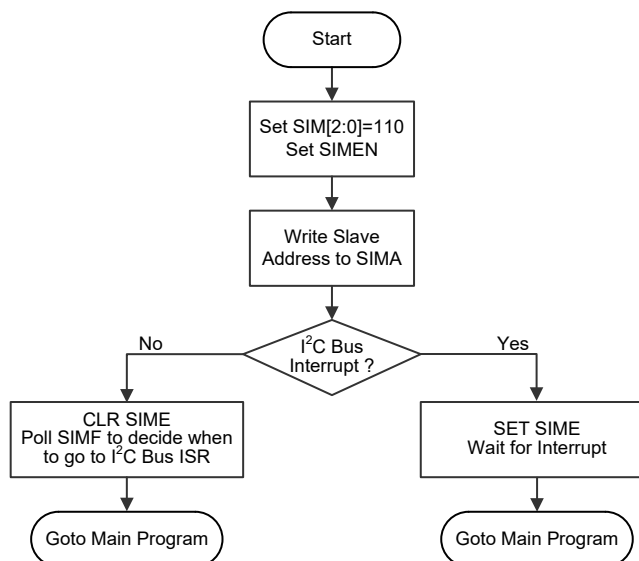 Start
Set SIM[2:0]=110
Set SIMEN
Write Slave
Address to SIMA
I²C Bus
Interrupt ?
No
Yes
CLR SIME
Poll SIMF to decide when
to go to I²C Bus ISR
SET SIME
Wait for Interrupt
Goto Main Program
Goto Main Program